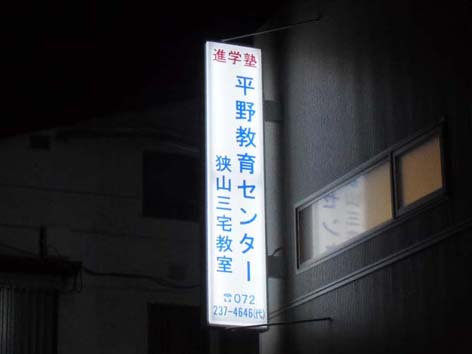 進学塾
平野教育センター
狭山三宅教室
☎072
237-4646(代)